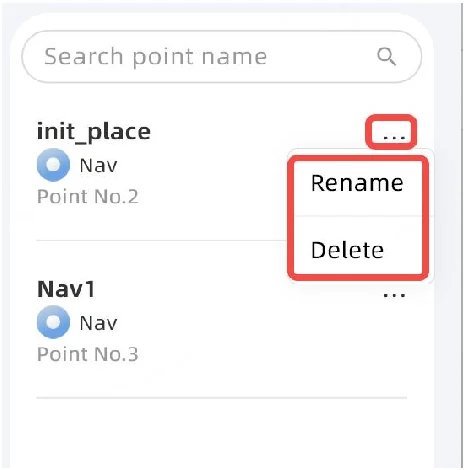 Search point name
init_place
...
Nav
Rename
Point No.2
Delete
Nav1
...
Nav
Point No.3